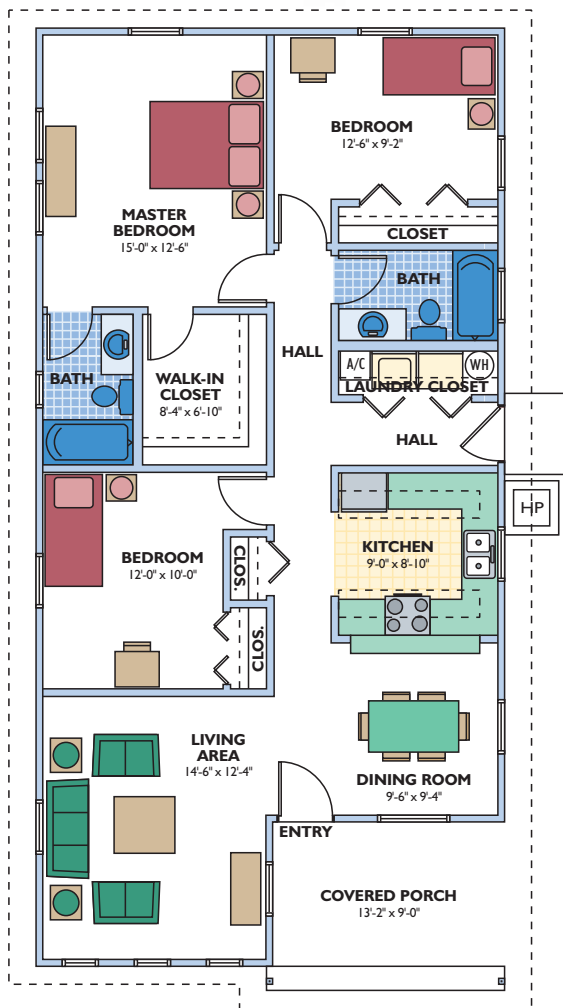 BEDROOM
12'-6" x 9'-2"
MASTER
BEDROOM
15'-0" x 12'-6"
CLOSET
BATH
HALL
A/C
WH
LAUNDRY CLOSET
BATH
WALK-IN
CLOSET
8'-4" x 6'-10"
HALL
HP
BEDROOM
12'-0" x 10'-0"
CLOS.
KITCHEN
9'-0" x 8'-10"
CLOS.
LIVING
AREA
14'-6" x 12'-4"
DINING ROOM
9'-6" x 9'-4"
ENTRY
COVERED PORCH
13'-2" x 9'-0"